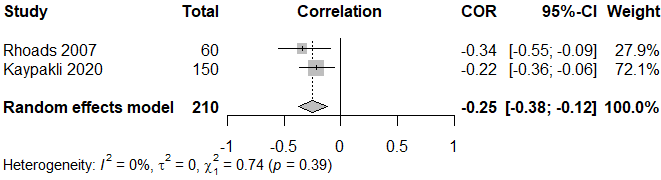 Study Total Correlation COR 95%-CI Weight
Rhoads 2007 60 -0.34 [-0.55; -0.09] 27.9%
Kaypakli 2020 150 -0.22 [-0.36; -0.06] 72.1%
Random effects model 210 -0.25 [-0.38; -0.12] 100.0%
-1 -0.5 0 0.5 1
Heterogeneity: I² = 0%, τ² = 0, χ²₁ = 0.74 (p = 0.39)